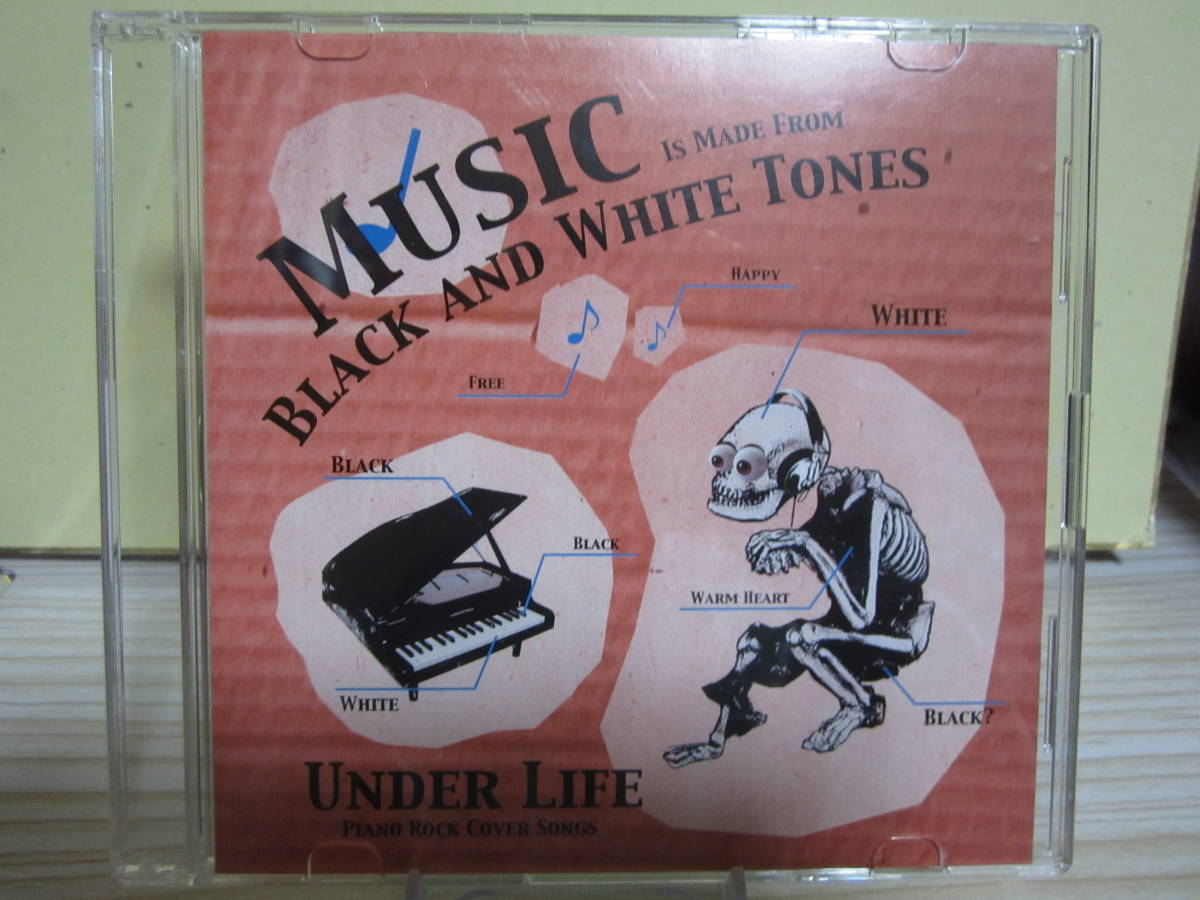 MUSIC IS MADE FROM
BLACK AND WHITE TONES
HAPPY
WHITE
FREE
BLACK
BLACK
WARM HEART
WHITE
BLACK?
UNDER LIFE
PIANO ROCK COVER SONGS